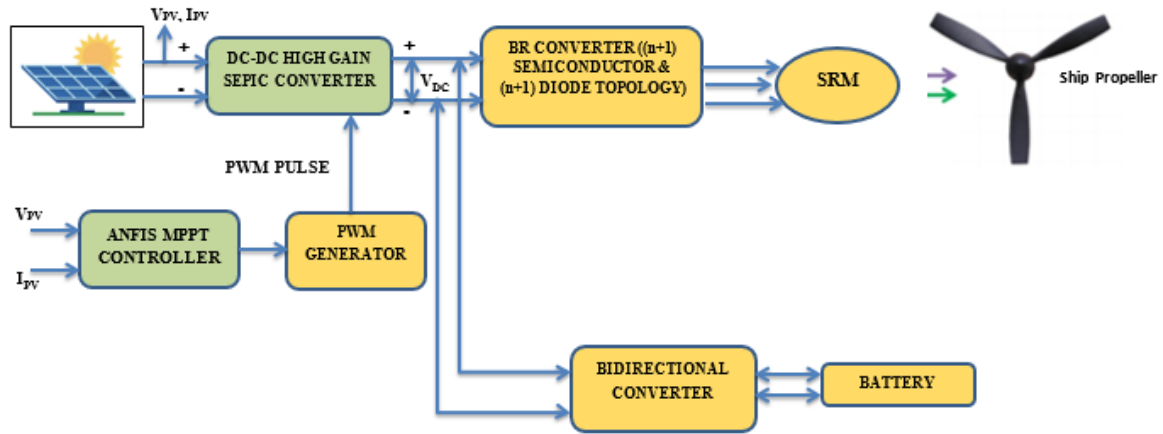 VPV, IPV
+
-
DC-DC HIGH GAIN
SEPIC CONVERTER
+
VDC
-
BR CONVERTER ((n+1)
SEMICONDUCTOR &
(n+1) DIODE TOPOLOGY)
SRM
Ship Propeller
PWM PULSE
VPV
IPV
ANFIS MPPT
CONTROLLER
PWM
GENERATOR
BIDIRECTIONAL
CONVERTER
BATTERY